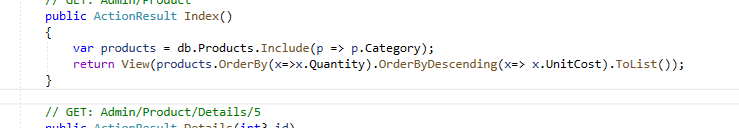 // GET: Admin/Product
public ActionResult Index()
{
var products = db.Products.Include(p => p.Category);
return View(products.OrderBy(x=>x.Quantity).OrderByDescending(x=> x.UnitCost).ToList());
}
// GET: Admin/Product/Details/5
public ActionResult Details(int? id)